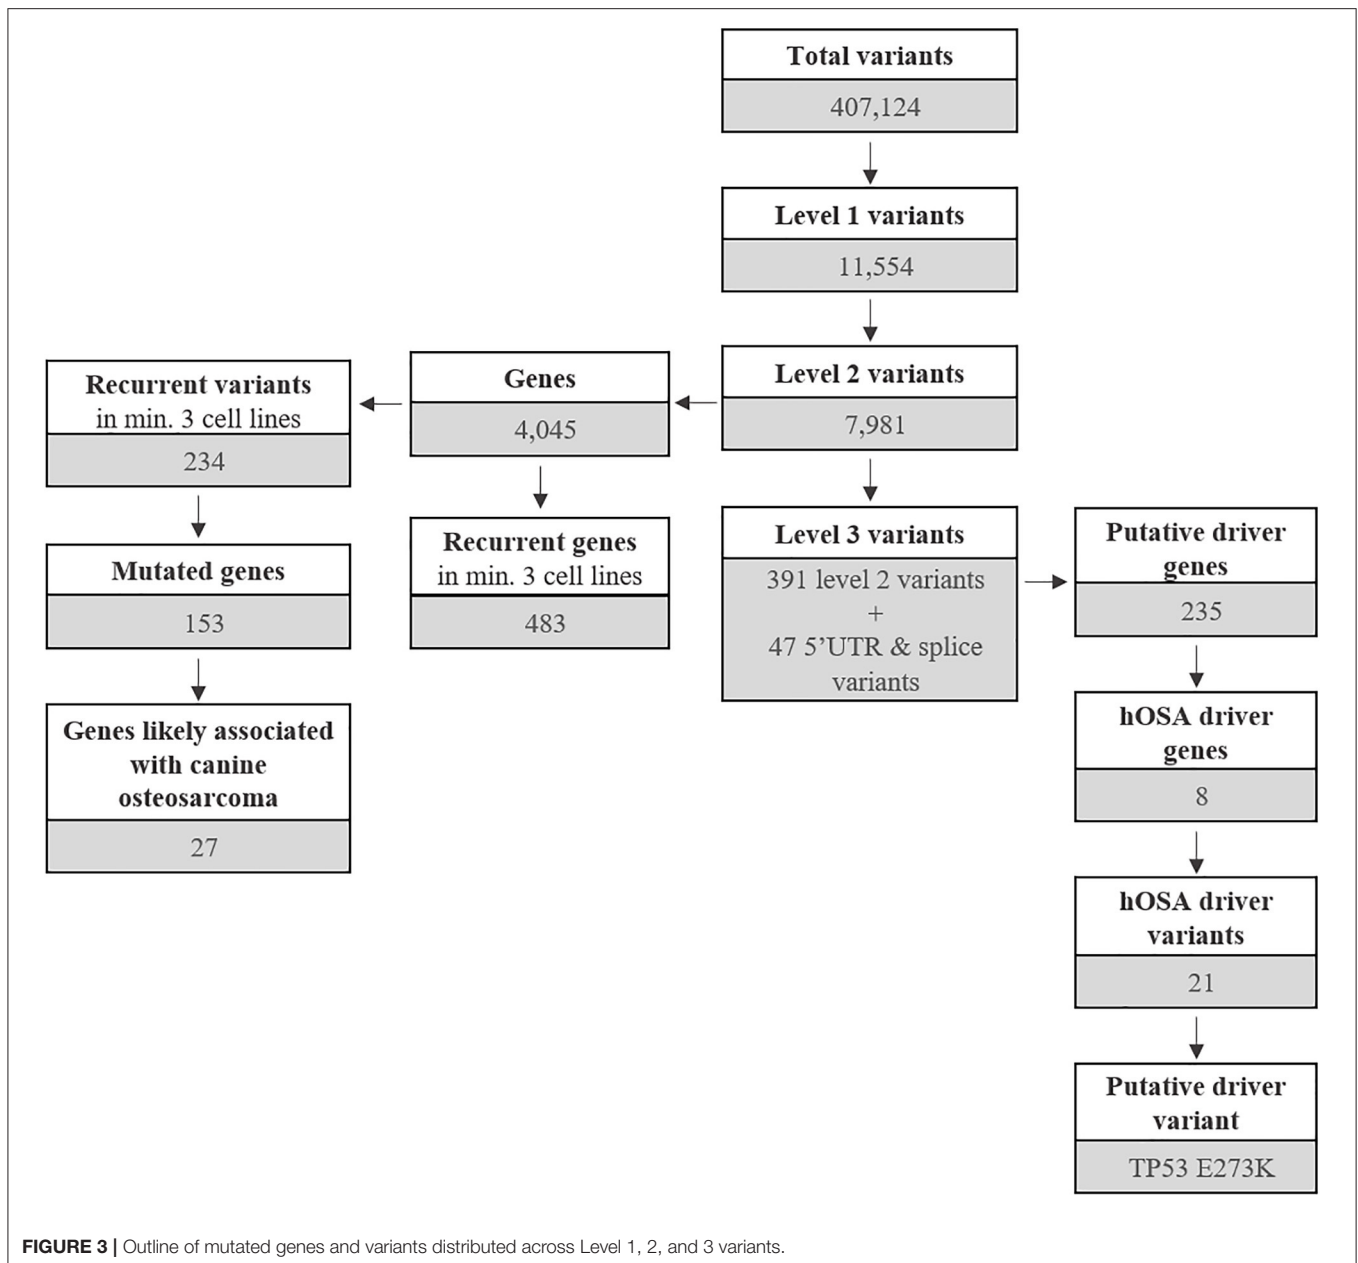 Total variants
407,124
Level 1 variants
11,554
Level 2 variants
7,981
Genes
4,045
Recurrent variants
in min. 3 cell lines
234
Mutated genes
153
Genes likely associated
with canine
osteosarcoma
27
Recurrent genes
in min. 3 cell lines
483
Level 3 variants
391 level 2 variants
+
47 5’UTR & splice
variants
Putative driver
genes
235
hOSA driver
genes
8
hOSA driver
variants
21
Putative driver
variant
TP53 E273K
FIGURE 3 | Outline of mutated genes and variants distributed across Level 1, 2, and 3 variants.